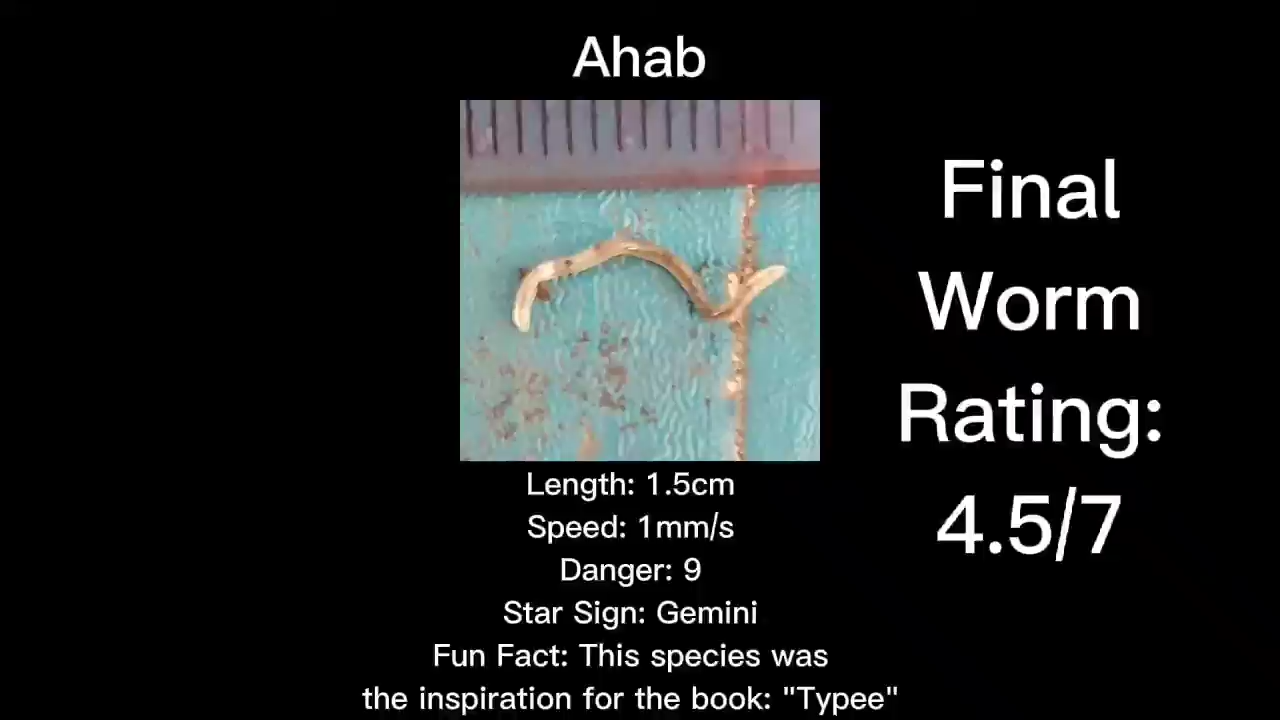 Ahab
Final
Worm
Rating:
4.5/7
Length: 1.5cm
Speed: 1mm/s
Danger: 9
Star Sign: Gemini
Fun Fact: This species was
the inspiration for the book: "Typee"